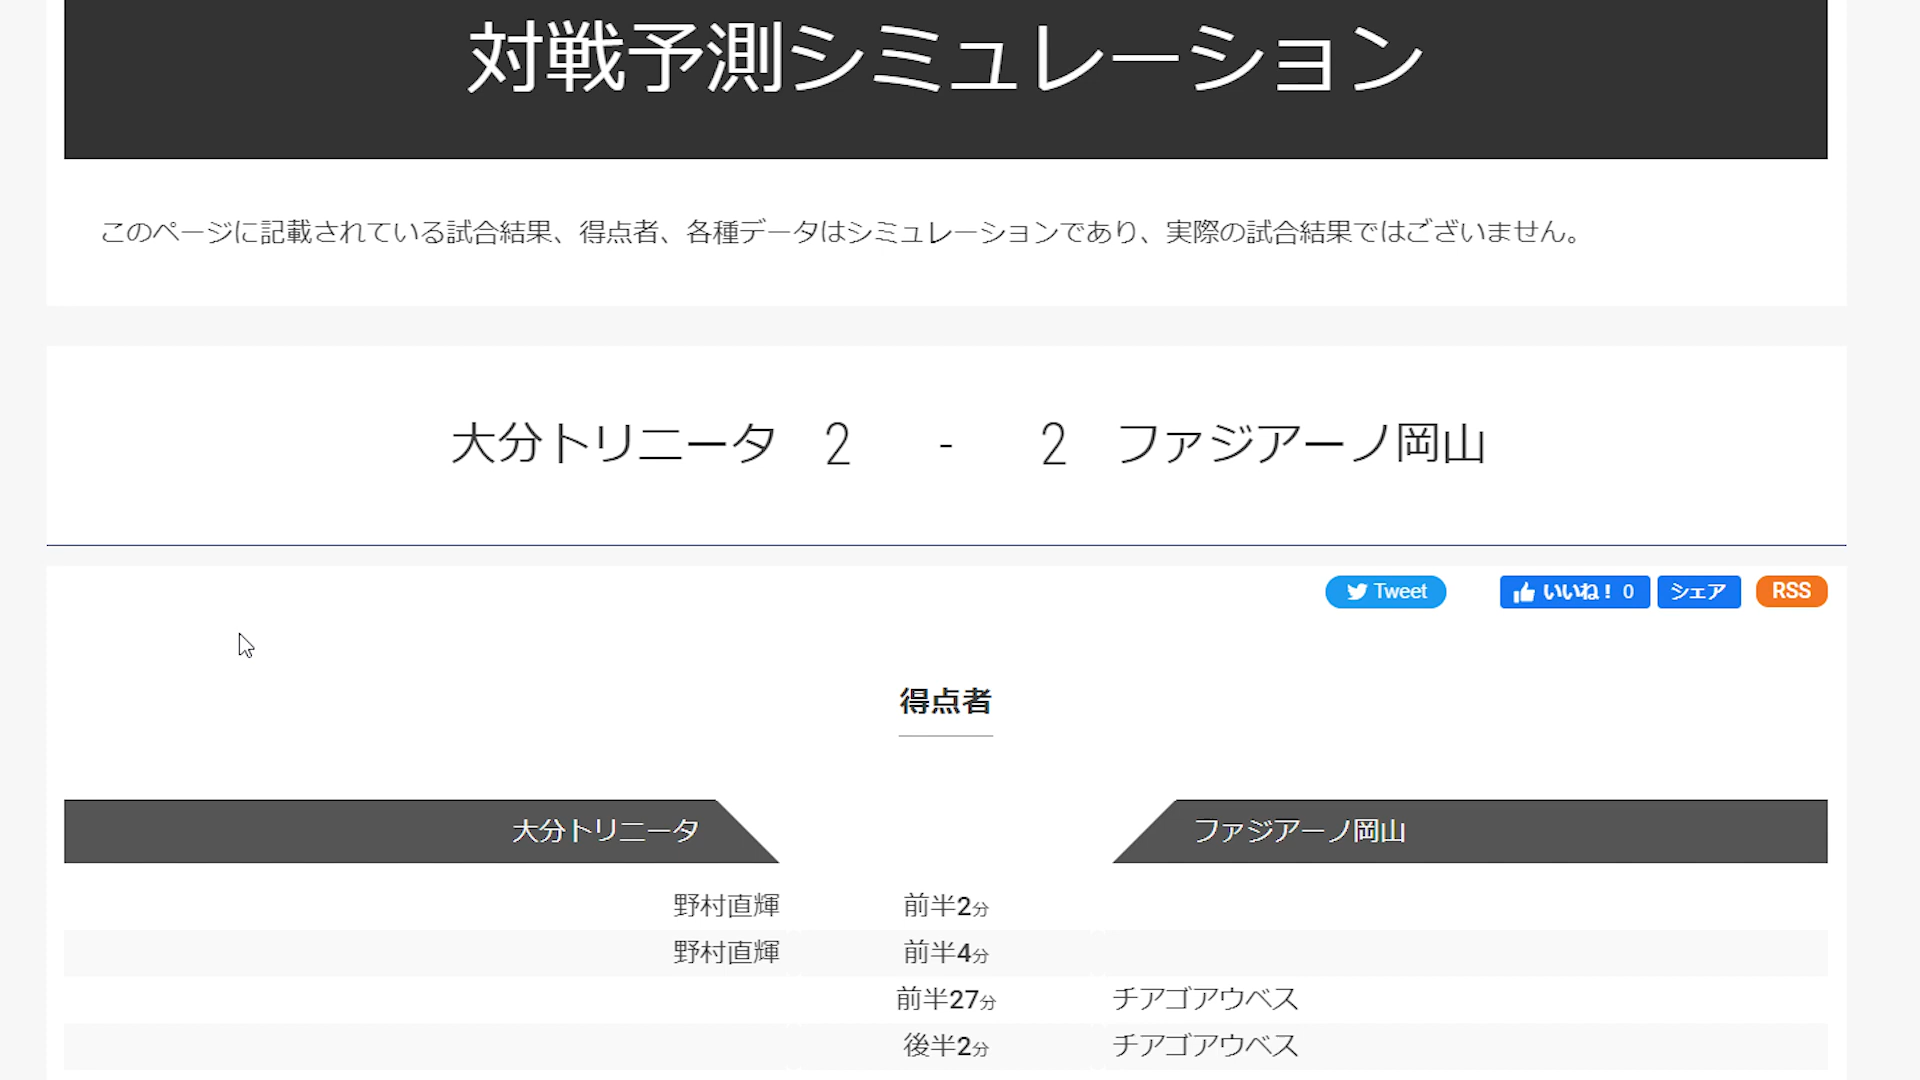 対戦予測シミュレーション
このページに記載されている試合結果、得点者、各種データはシミュレーションであり、実際の試合結果ではございません。
大分トリニータ 2 - 2 ファジアーノ岡山
Tweet いいね！ 0 シェア RSS
得点者
大分トリニータ ファジアーノ岡山
野村直輝 前半2分
野村直輝 前半4分
前半27分 チアゴアウベス
後半2分 チアゴアウベス